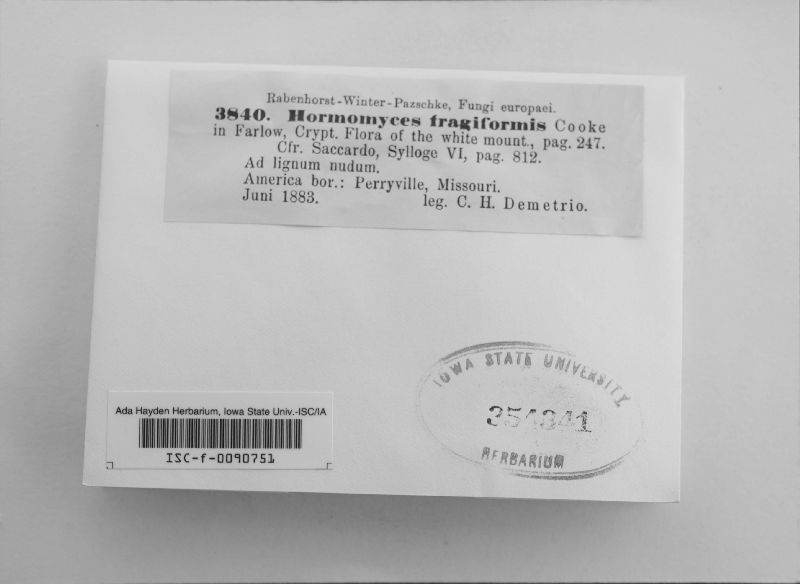 Rabenhorst-Winter-Pazschke, Fungi europaei.
3840. Hormomyces fragiformis Cooke
in Farlow, Crypt. Flora of the white mount., pag. 247.
Cfr. Saccardo, Sylloge VI, pag. 812.
Ad lignum nudum.
America bor.: Perryville, Missouri.
Juni 1883. leg. C. H. Demetrio.
IOWA STATE UNIVERSITY
354341
HERBARIUM
Ada Hayden Herbarium, Iowa State Univ.-ISC/IA
ISC-f-0090751